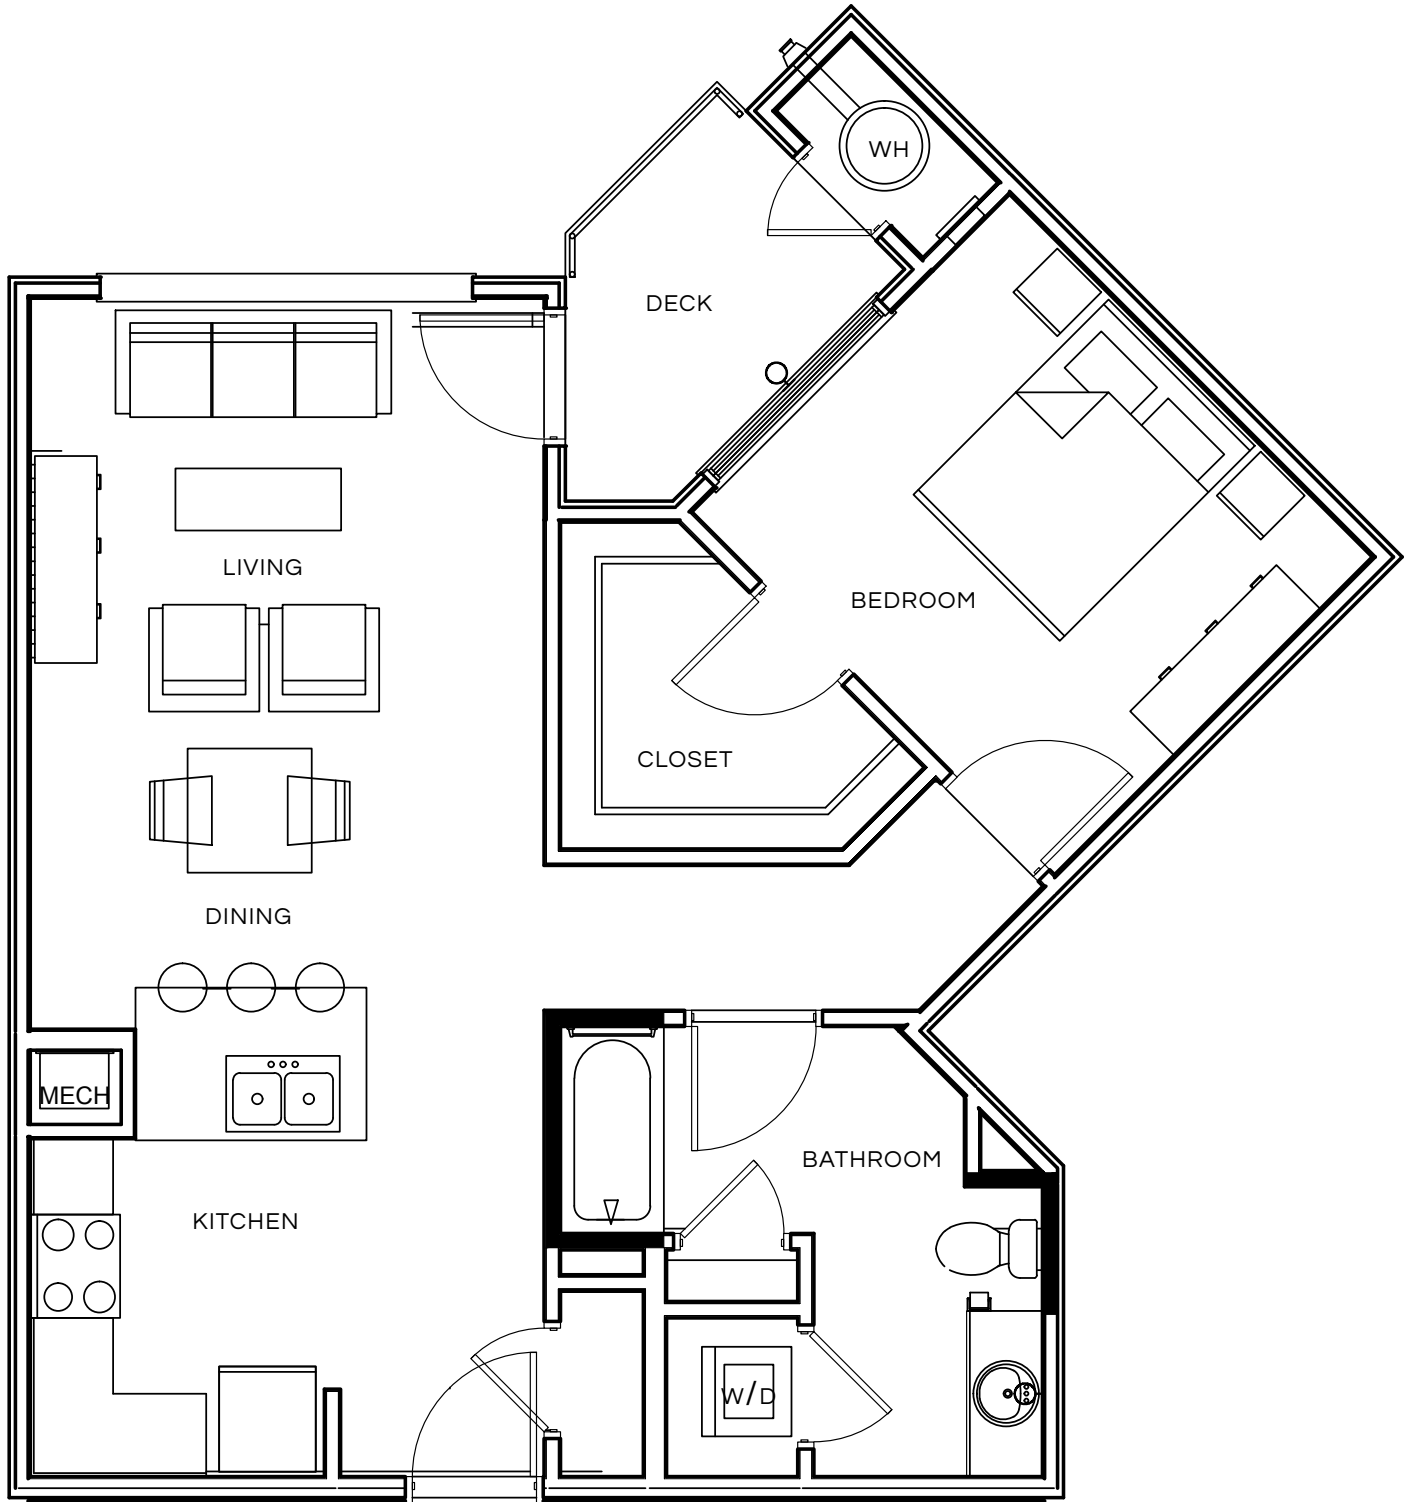 WH
DECK
LIVING
BEDROOM
CLOSET
DINING
MECH
BATHROOM
KITCHEN
W/D